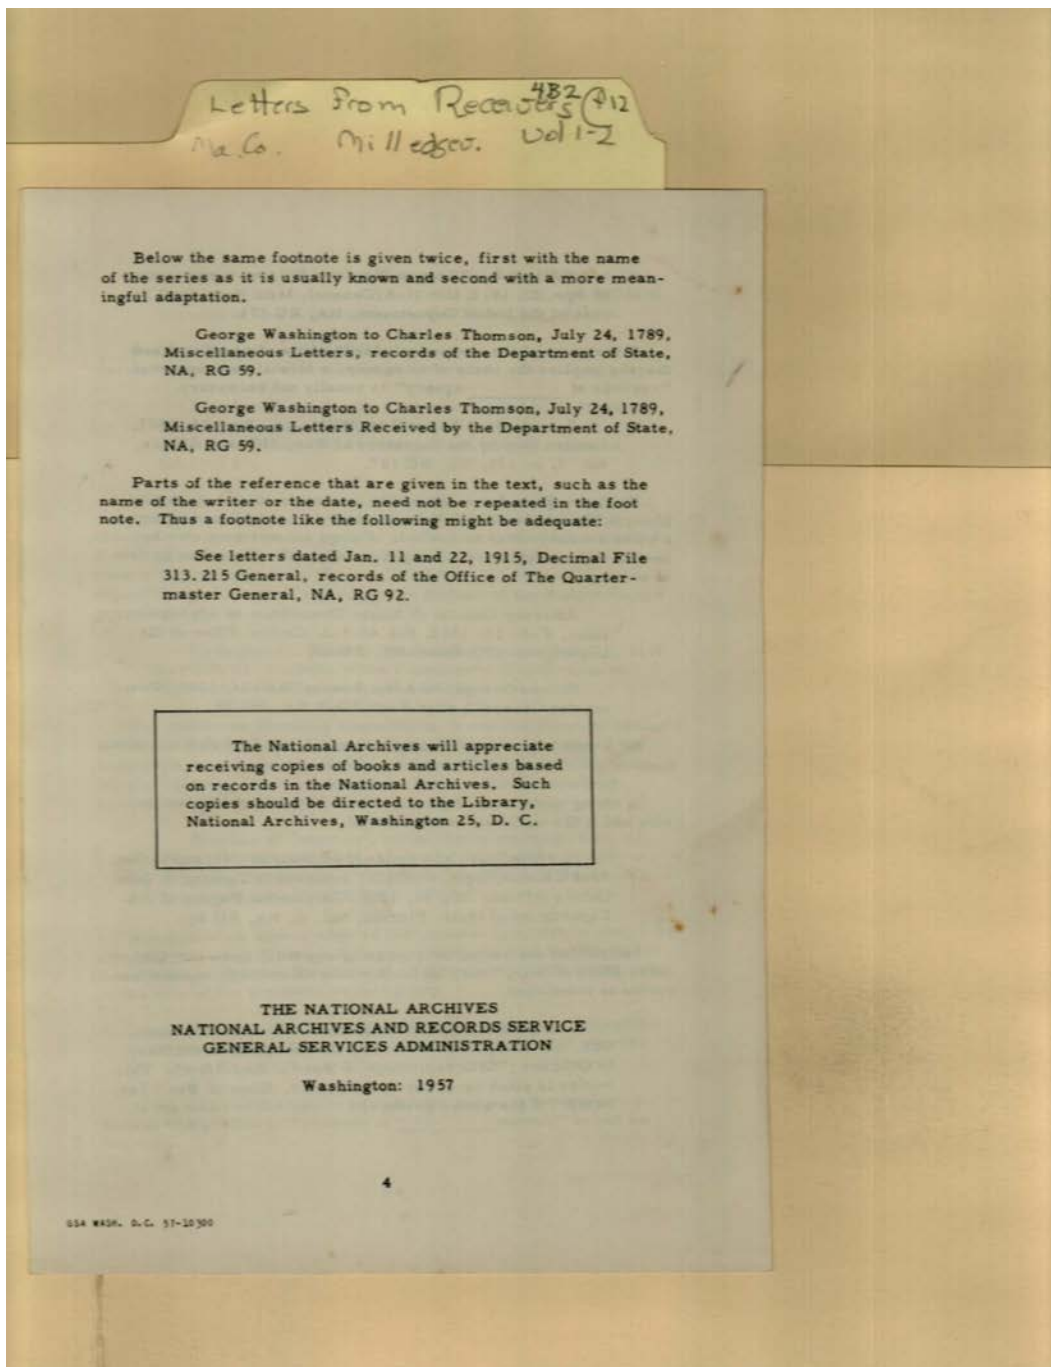 Letters From Receivers 4B2
Vol 1-2
Below the same footnote is given twice, first with the name
of the series as it is usually known and second with a more mean-
ingful adaptation.
George Washington to Charles Thomson, July 24, 1789,
Miscellaneous Letters, records of the Department of State,
NA, RG 59.
George Washington to Charles Thomson, July 24, 1789,
Miscellaneous Letters Received by the Department of State,
NA, RG 59.
Parts of the reference that are given in the text, such as the
name of the writer or the date, need not be repeated in the foot
note. Thus a footnote like the following might be adequate:
See letters dated Jan. 11 and 22, 1915, Decimal File
313.215 General, records of the Office of The Quarter-
master General, NA, RG 92.
The National Archives will appreciate
receiving copies of books and articles based
on records in the National Archives. Such
copies should be directed to the Library,
National Archives, Washington 25, D. C.
THE NATIONAL ARCHIVES
NATIONAL ARCHIVES AND RECORDS SERVICE
GENERAL SERVICES ADMINISTRATION
Washington: 1957
4
GSA WASH. D.C. 57-10300